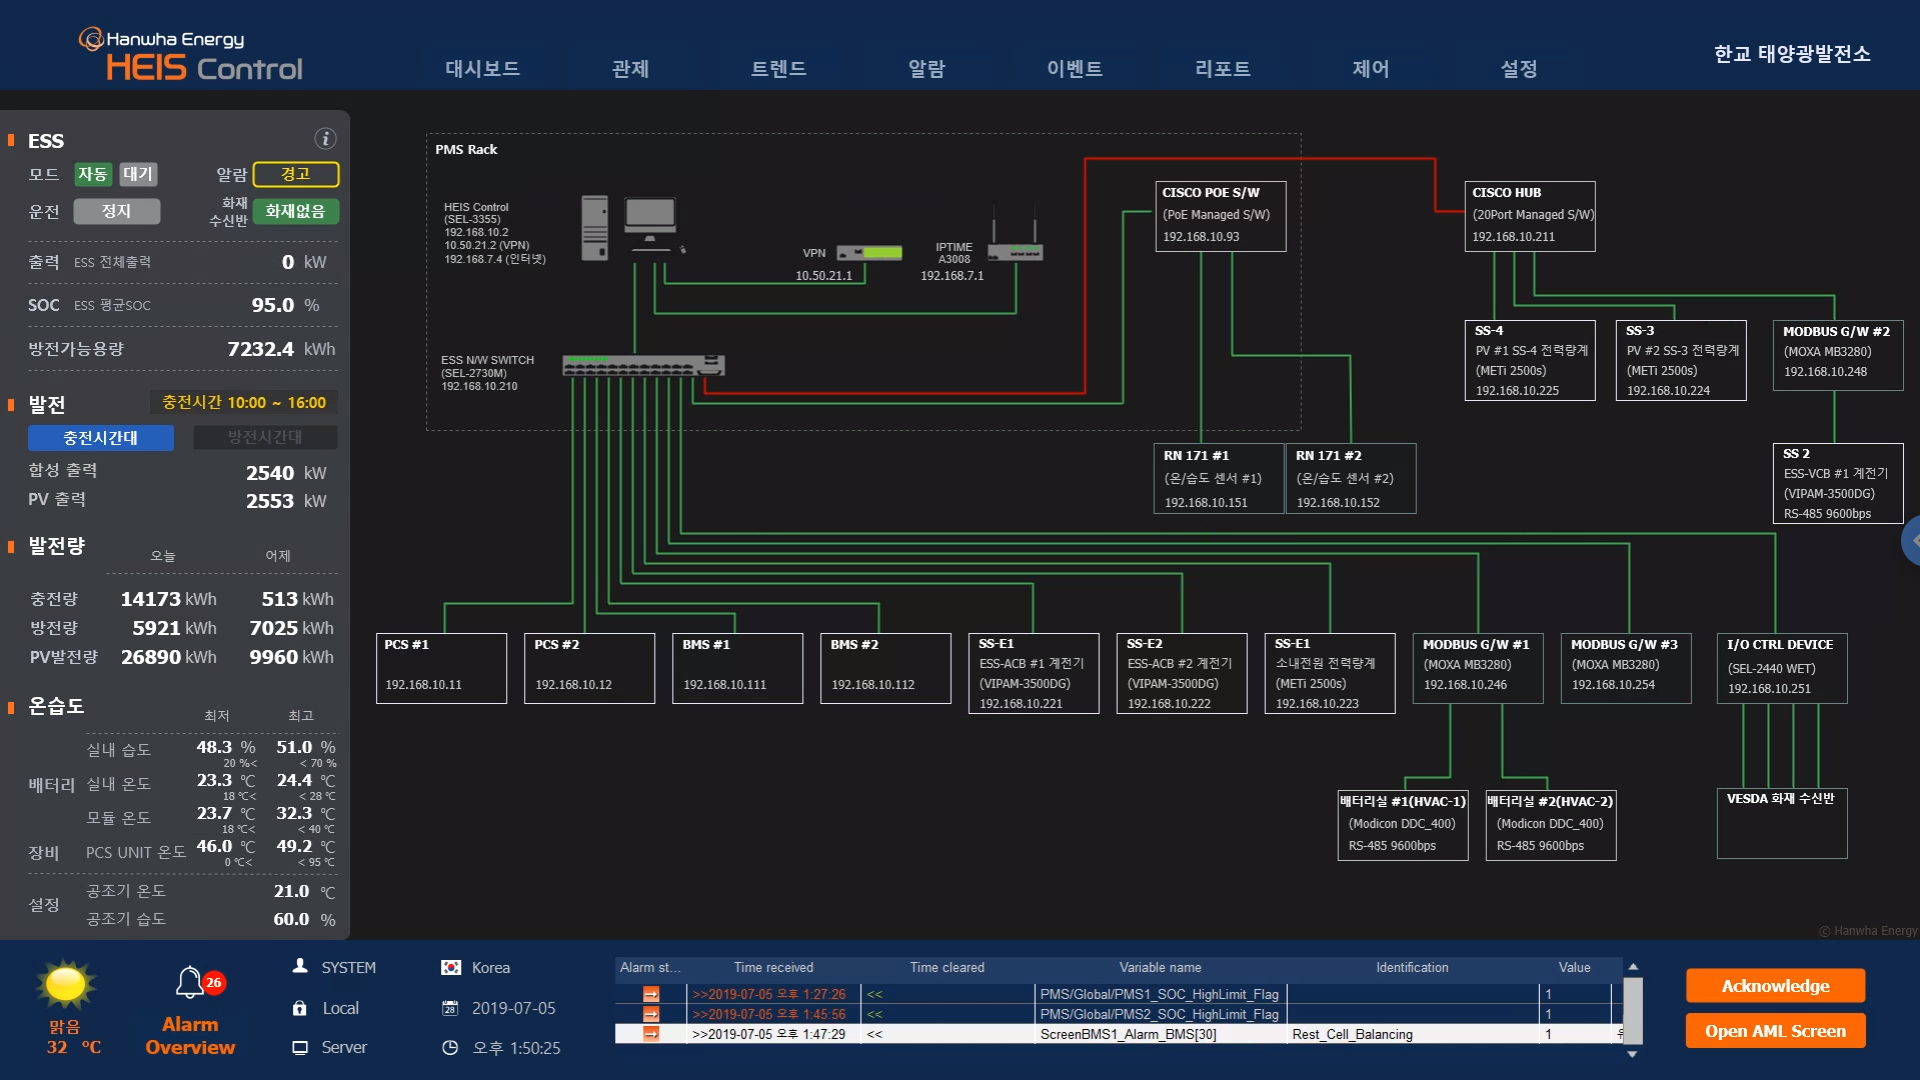 Hanwha Energy
HEIS Control
대시보드 관제 트렌드 알람 이벤트 리포트 제어 설정
한교 태양광발전소
ESS
모드 자동 대기 알람 경고
운전 정지 화재 수신반 화재없음
출력 ESS 전체출력 0 kW
SOC ESS 평균SOC 95.0 %
방전가능용량 7232.4 kWh
발전 충전시간 10:00 ~ 16:00
충전시간대 방전시간대
합성 출력 2540 kW
PV 출력 2553 kW
발전량 오늘 어제
충전량 14173 kWh 513 kWh
방전량 5921 kWh 7025 kWh
PV발전량 26890 kWh 9960 kWh
온습도 최저 최고
배터리
실내 습도 48.3 % 51.0 %
20 %< < 70 %
실내 온도 23.3 ℃ 24.4 ℃
18 ℃< < 28 ℃
모듈 온도 23.7 ℃ 32.3 ℃
18 ℃< < 40 ℃
장비 PCS UNIT 온도 46.0 ℃ 49.2 ℃
0 ℃< < 95 ℃
설정
공조기 온도 21.0 ℃
공조기 습도 60.0 %
PMS Rack
HEIS Control
(SEL-3355)
192.168.10.2
10.50.21.2 (VPN)
192.168.7.4 (인터넷)
VPN
10.50.21.1
IPTIME
A3008
192.168.7.1
ESS N/W SWITCH
(SEL-2730M)
192.168.10.210
CISCO POE S/W
(PoE Managed S/W)
192.168.10.93
CISCO HUB
(20Port Managed S/W)
192.168.10.211
SS-4
PV #1 SS-4 전력량계
(METi 2500s)
192.168.10.225
SS-3
PV #2 SS-3 전력량계
(METi 2500s)
192.168.10.224
MODBUS G/W #2
(MOXA MB3280)
192.168.10.248
RN 171 #1
(온/습도 센서 #1)
192.168.10.151
RN 171 #2
(온/습도 센서 #2)
192.168.10.152
SS 2
ESS-VCB #1 계전기
(VIPAM-3500DG)
RS-485 9600bps
PCS #1
192.168.10.11
PCS #2
192.168.10.12
BMS #1
192.168.10.111
BMS #2
192.168.10.112
SS-E1
ESS-ACB #1 계전기
(VIPAM-3500DG)
192.168.10.221
SS-E2
ESS-ACB #2 계전기
(VIPAM-3500DG)
192.168.10.222
SS-E1
소내전원 전력량계
(METi 2500s)
192.168.10.223
MODBUS G/W #1
(MOXA MB3280)
192.168.10.246
MODBUS G/W #3
(MOXA MB3280)
192.168.10.254
I/O CTRL DEVICE
(SEL-2440 WET)
192.168.10.251
배터리실 #1(HVAC-1)
(Modicon DDC_400)
RS-485 9600bps
배터리실 #2(HVAC-2)
(Modicon DDC_400)
RS-485 9600bps
VESDA 화재 수신반
© Hanwha Energy
맑음
32 ℃
26
Alarm
Overview
SYSTEM
Local
Server
Korea
28 2019-07-05
오후 1:50:25
Alarm st... Time received Time cleared Variable name Identification Value
>>2019-07-05 오후 1:27:26 << PMS/Global/PMS1_SOC_HighLimit_Flag 1
>>2019-07-05 오후 1:45:56 << PMS/Global/PMS2_SOC_HighLimit_Flag 1
>>2019-07-05 오후 1:47:29 << ScreenBMS1_Alarm_BMS[30] Rest_Cell_Balancing 1
Acknowledge
Open AML Screen